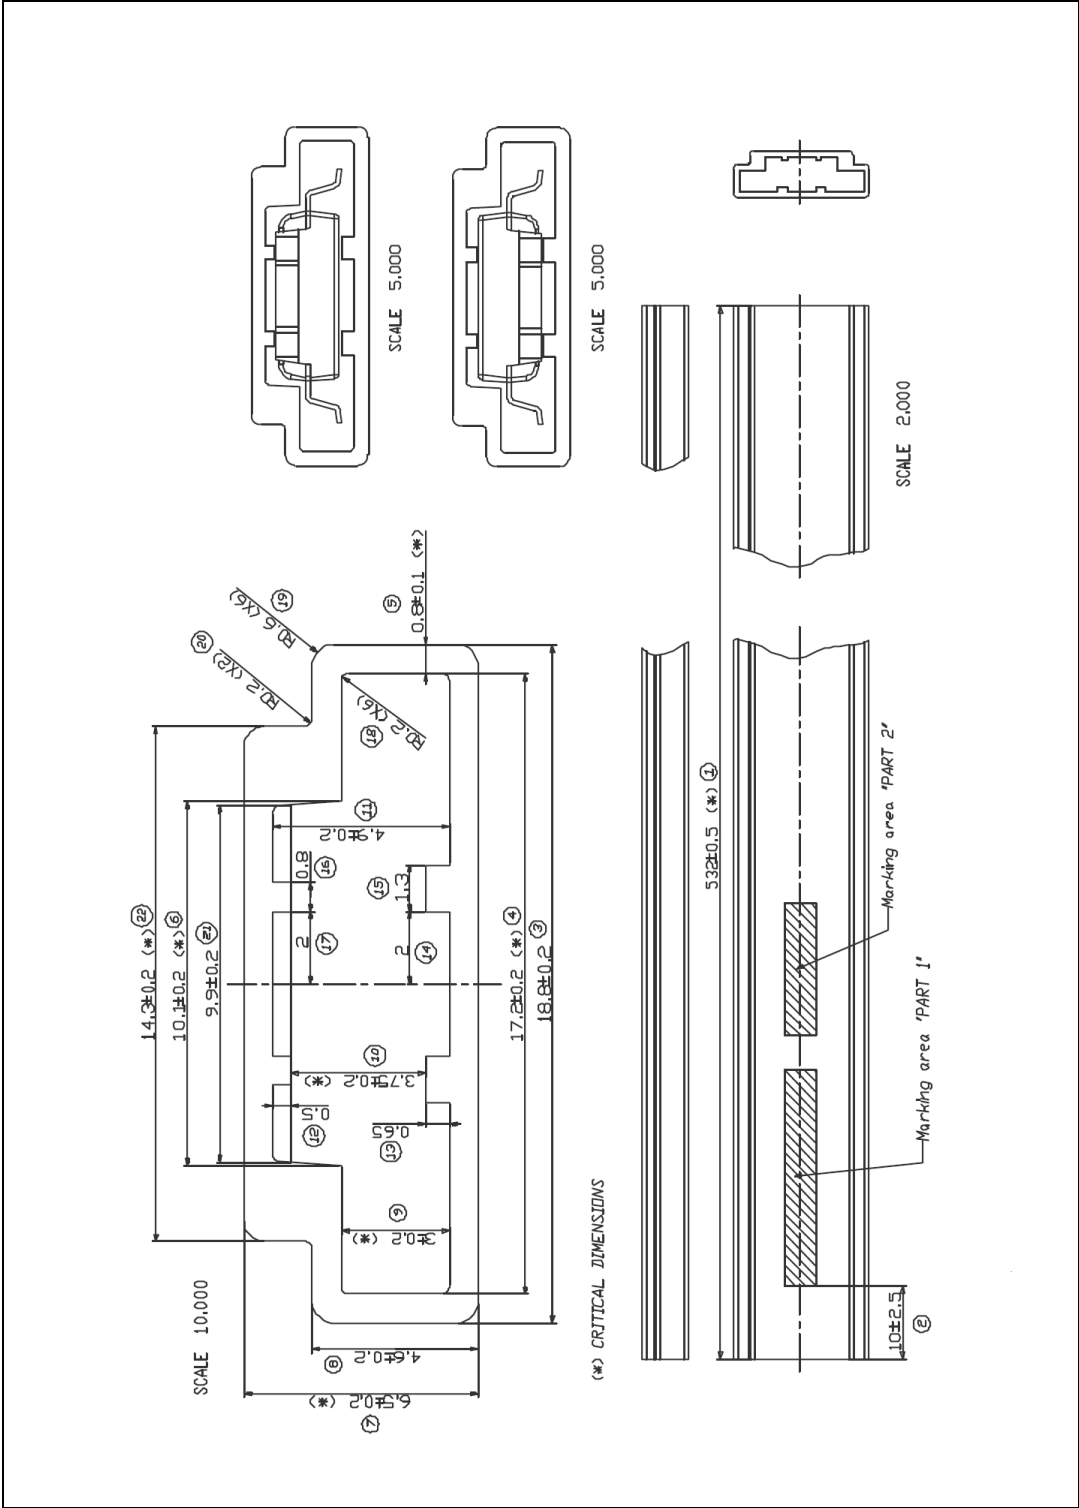 SCALE 10.000
14.3±0.2 (*) 22
10.1±0.2 (*) 6
9.9±0.2 21
R0.2 (X2) 20
R0.6 (X6) 19
R0.2 (X6) 18
0.8±0.1 (*) 5
4.9±0.2 11
0.8 16
2 17
1.3 15
2 14
3.75±0.2 (*) 10
0.5 12
0.65 13
3±0.2 (*) 9
4.6±0.2 8
6.5±0.2 (*) 7
17.2±0.2 (*) 4
18.8±0.2 3
(*) CRITICAL DIMENSIONS
SCALE 5.000
SCALE 5.000
532±0.5 (*) 1
Marking area "PART 2"
Marking area "PART 1"
10±2.5
2
SCALE 2.000